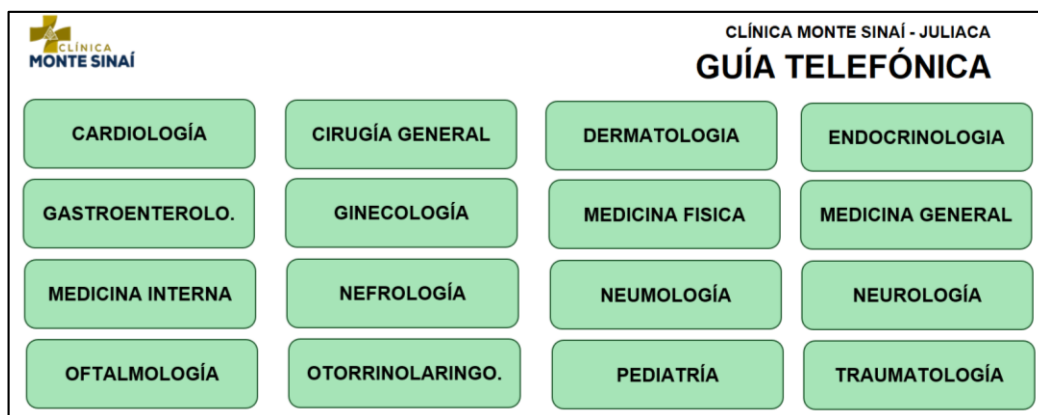 CLÍNICA
MONTE SINAÍ
CLÍNICA MONTE SINAÍ - JULIACA
GUÍA TELEFÓNICA
CARDIOLOGÍA
CIRUGÍA GENERAL
DERMATOLOGIA
ENDOCRINOLOGIA
GASTROENTEROLO.
GINECOLOGÍA
MEDICINA FISICA
MEDICINA GENERAL
MEDICINA INTERNA
NEFROLOGÍA
NEUMOLOGÍA
NEUROLOGÍA
OFTALMOLOGÍA
OTORRINOLARINGO.
PEDIATRÍA
TRAUMATOLOGÍA